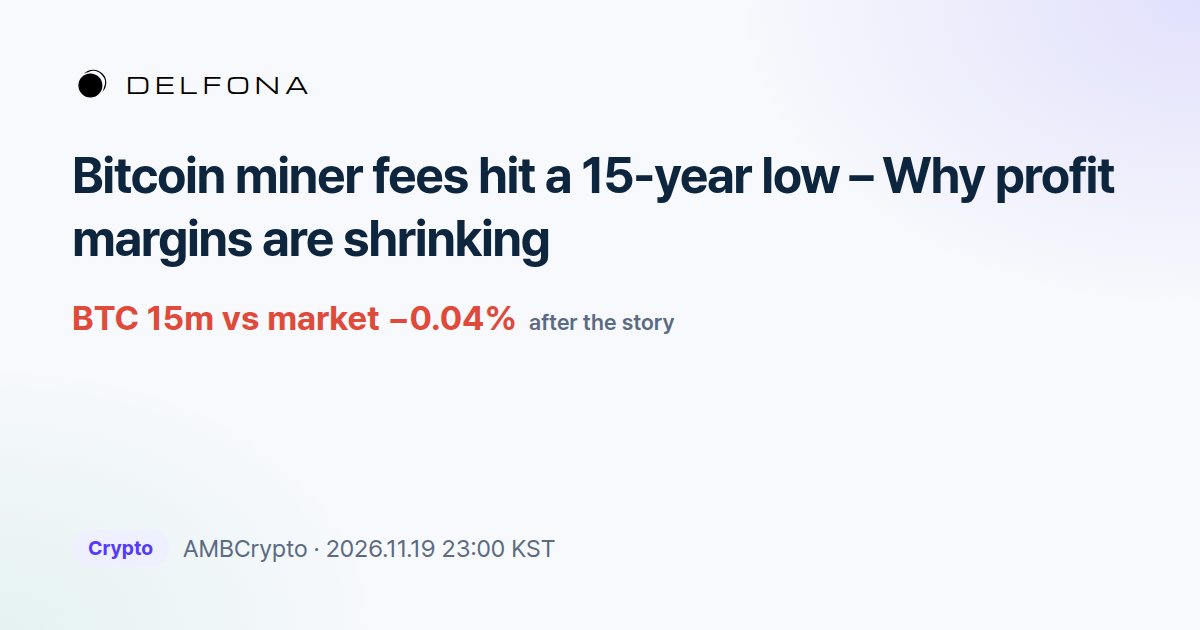 DELFONA
Bitcoin miner fees hit a 15-year low – Why profit
margins are shrinking
BTC 15m vs market −0.04% after the story
Crypto AMBCrypto · 2026.11.19 23:00 KST